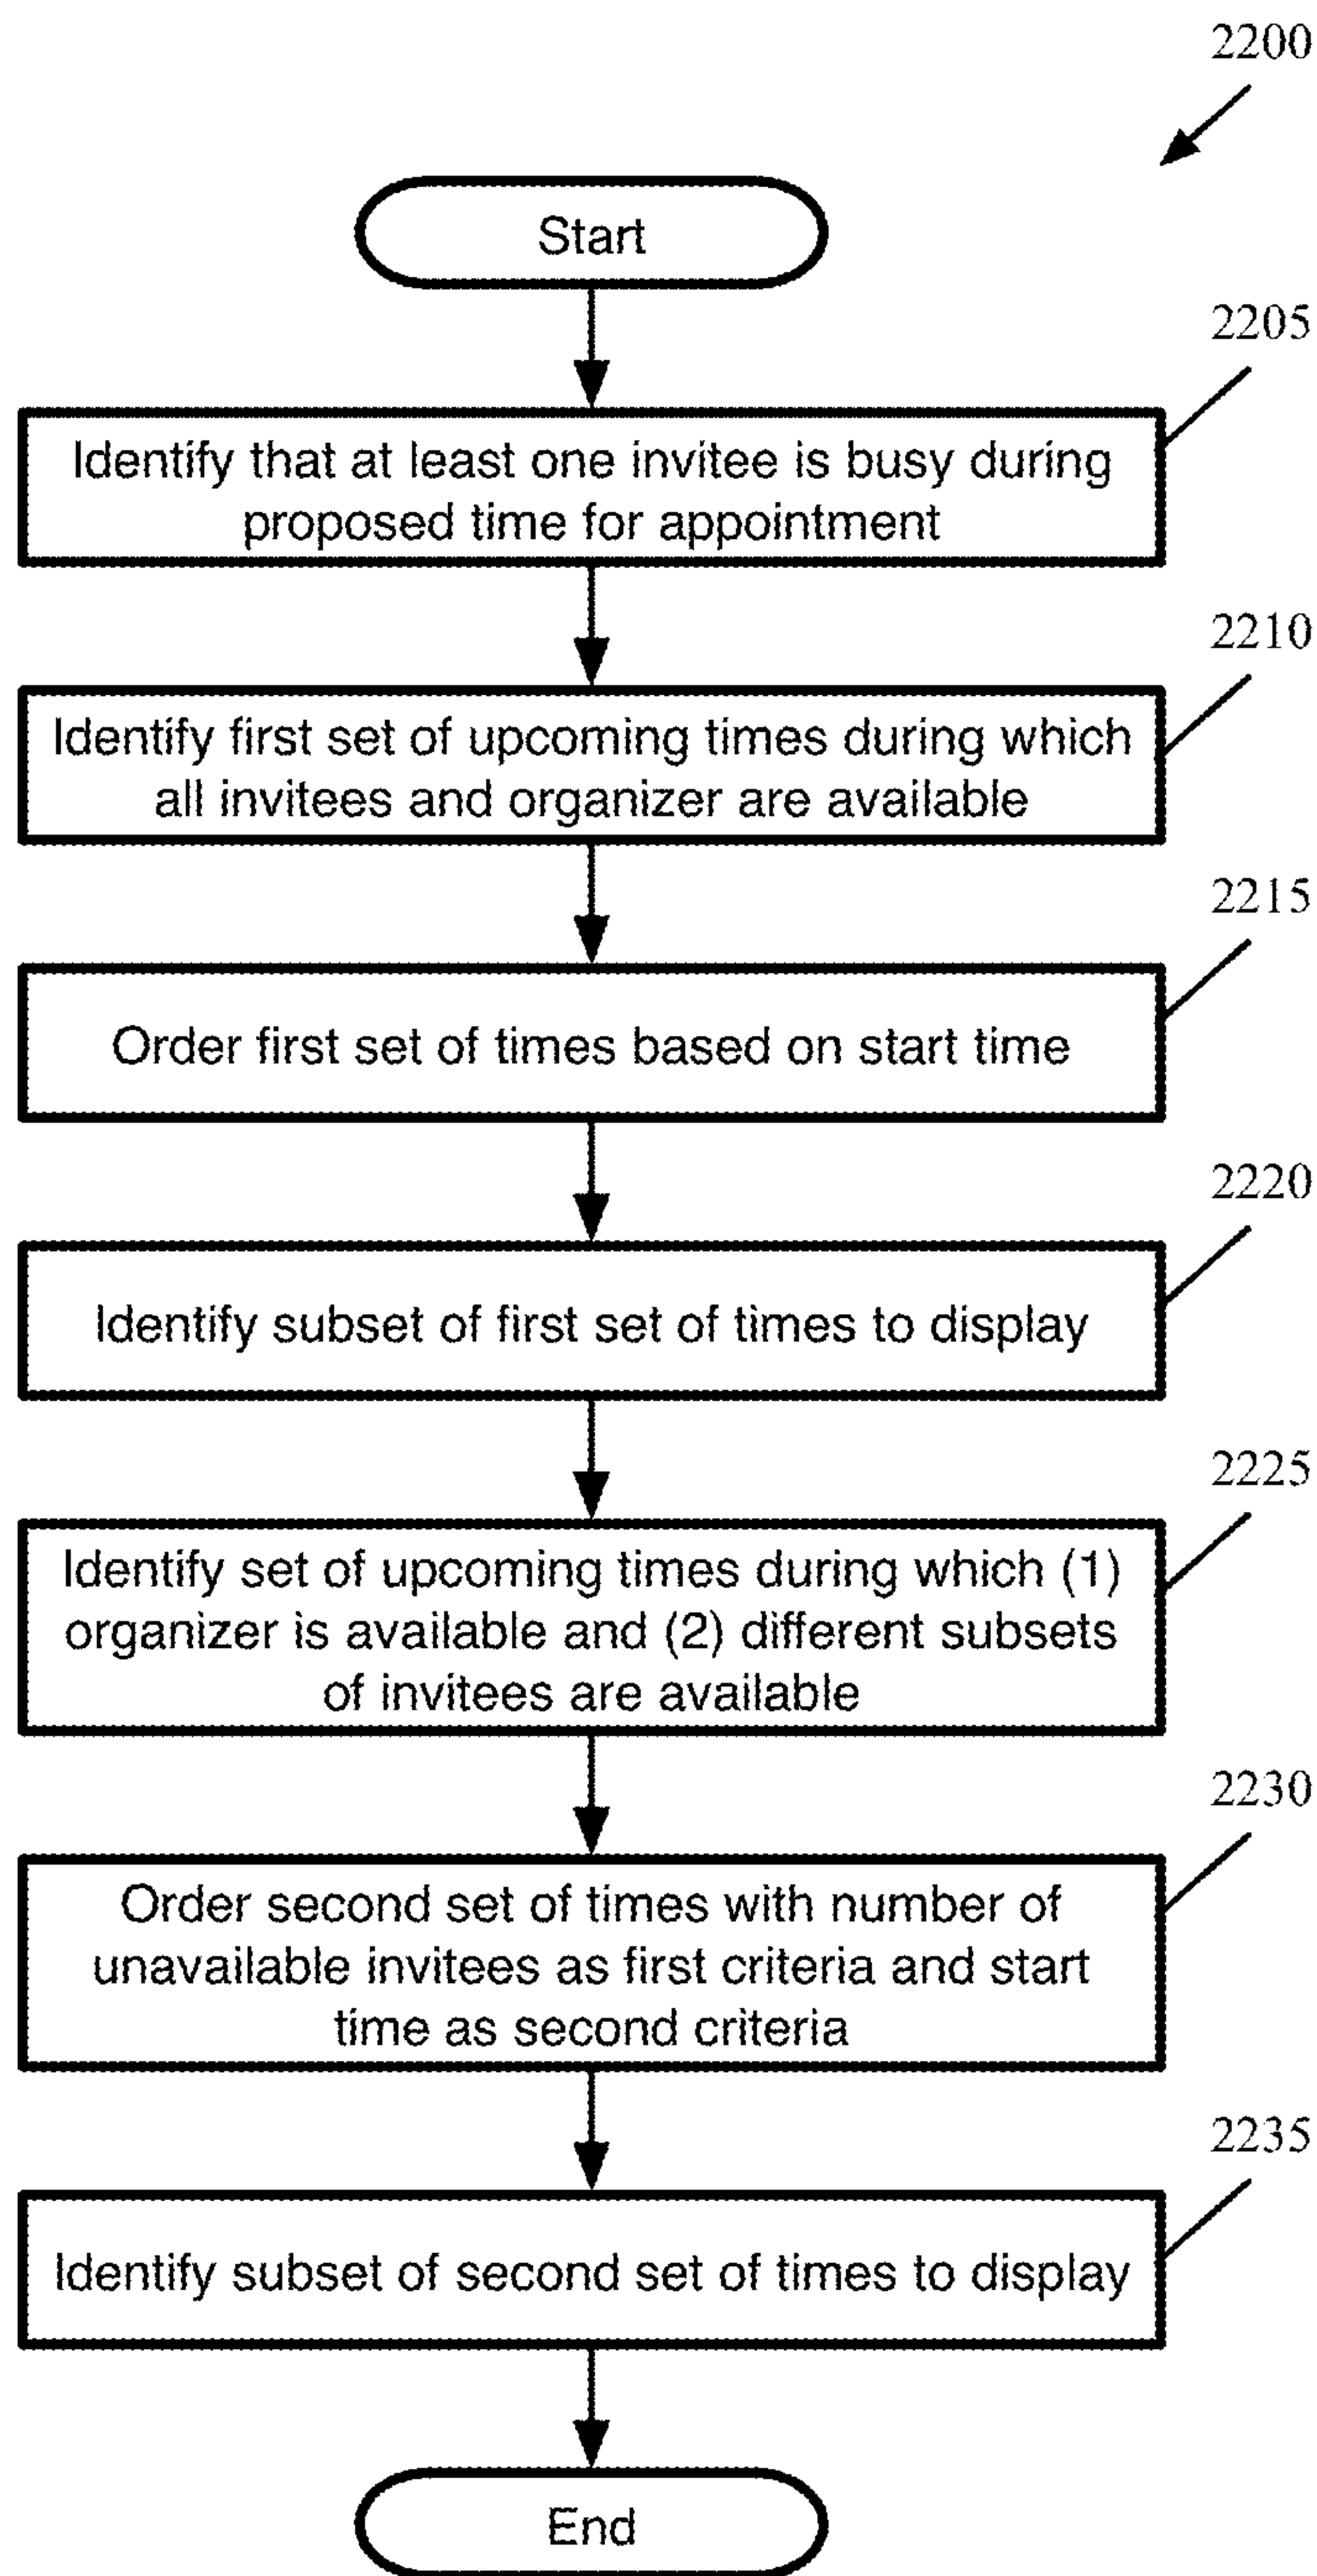 2200
Start
2205
Identify that at least one invitee is busy during
proposed time for appointment
2210
Identify first set of upcoming times during which
all invitees and organizer are available
2215
Order first set of times based on start time
2220
Identify subset of first set of times to display
2225
Identify set of upcoming times during which (1)
organizer is available and (2) different subsets
of invitees are available
2230
Order second set of times with number of
unavailable invitees as first criteria and start
time as second criteria
2235
Identify subset of second set of times to display
End